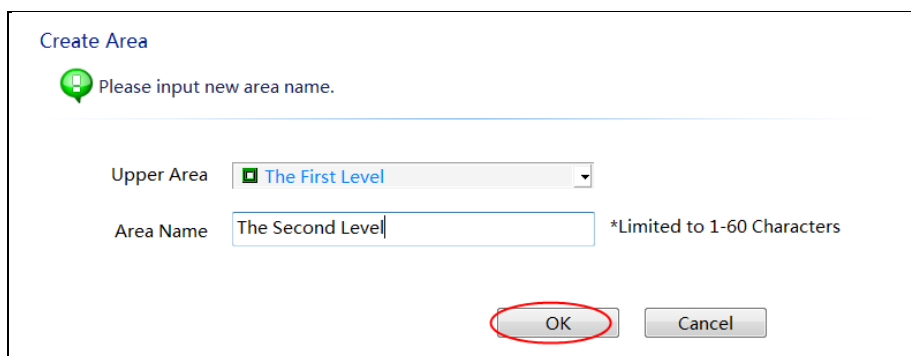 Create Area
Please input new area name.
Upper Area The First Level
Area Name The Second Level *Limited to 1-60 Characters
OK Cancel